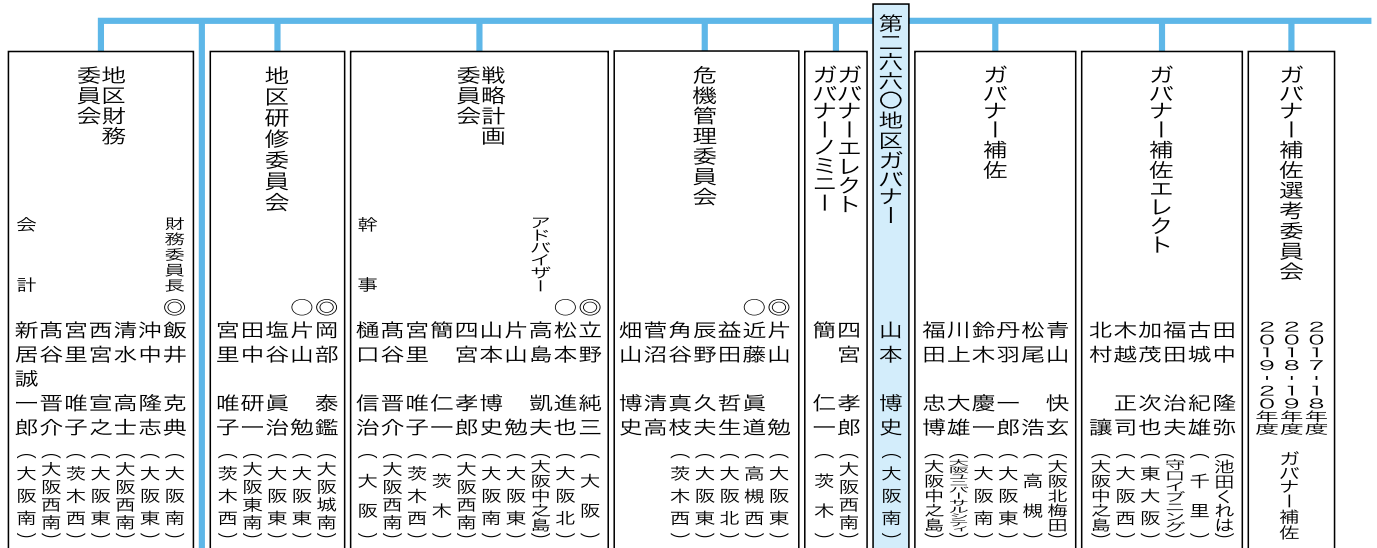 ガバナー補佐選考委員会
2017-18年度
2018-19年度
2019-20年度
ガバナー補佐
ガバナー補佐エレクト
田中 隆弥（池田くれは）
古城 紀雄（千里）
福田 治夫（守口イブニング）
加茂 次也（東大阪）
木越 正司（大阪西）
北村 譲（大阪中之島）
ガバナー補佐
青山 快玄（大阪北梅田）
松尾 浩（高槻）
丹羽 一郎（大阪東）
鈴木 慶一（大阪南）
川上 大雄（大阪ユニバーサルシティ）
福田 忠博（大阪中之島）
第二六六〇地区ガバナー
山本 博史（大阪南）
ガバナーエレクト
ガバナーノミニー
四宮 孝郎（大阪西南）
簡 仁一（茨木）
危機管理委員会
◎片山 勉（大阪東）
○近藤 眞道（高槻西）
益田 哲生（大阪北）
辰野 久夫（大阪東）
角谷 真枝（茨木西）
菅沼 清高
畑山 博史
戦略計画
委員会
◎立野 純三（大阪）
○松本 進也（大阪北）
アドバイザー 高島 凱夫（大阪中之島）
片山 勉（大阪東）
山本 博史（大阪南）
四宮 孝郎（大阪西南）
簡 仁一（茨木）
宮里 唯子（茨木西）
髙谷 晋介（大阪西南）
幹事 樋口 信治（大阪）
地区研修委員会
◎岡部 泰鑑（大阪城南）
○片山 勉（大阪東）
塩谷 眞治（大阪南）
田中 研一（大阪東南）
宮里 唯子（茨木西）
地区財務
委員会
財務委員長 ◎飯井 克典（大阪南）
沖中 隆志（大阪東）
清水 高士（大阪西南）
西宮 宣之（大阪東）
宮里 唯子（茨木西）
髙谷 晋介（大阪西南）
会計 新居 誠一郎（大阪南）